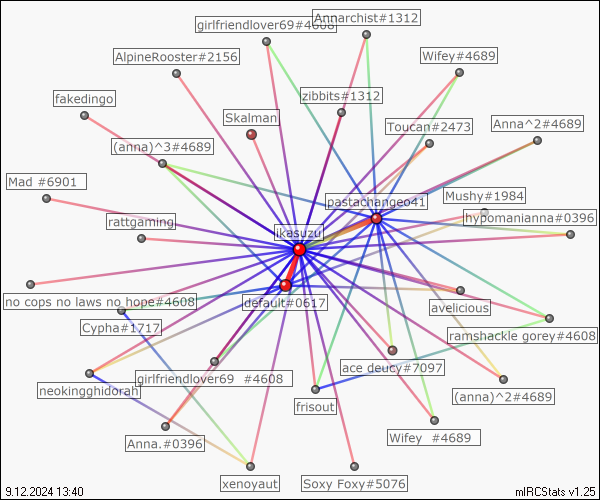 Annarchist#1312
girlfriendlover69#4608
AlpineRooster#2156
Wifey#4689
fakedingo
zibbits#1312
Skalman
Toucan#2473
Anna^2#4689
(anna)^3#4689
Mad #6901
Mushy#1984
pastachangeo41
rattgaming
hypomanianna#0396
ikasuzu
no cops no laws no hope#4608
default#0617
avelicious
Cypha#1717
ramshackle gorey#4608
ace deucy#7097
girlfriendlover69  #4608
neokingghidorah
(anna)^2#4689
frisout
Anna.#0396
Wifey  #4689
xenoyaut
Soxy Foxy#5076
9.12.2024 13:40
mIRCStats v1.25